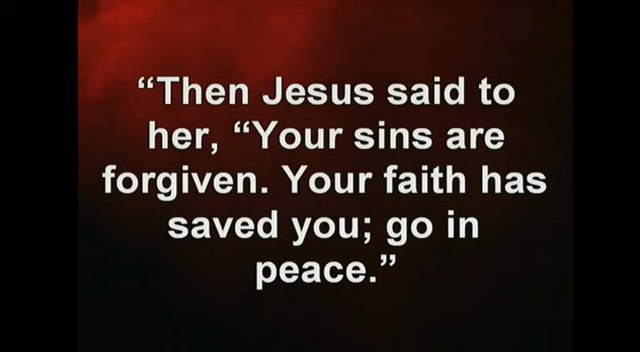 “Then Jesus said to
her, “Your sins are
forgiven. Your faith has
saved you; go in
peace.”